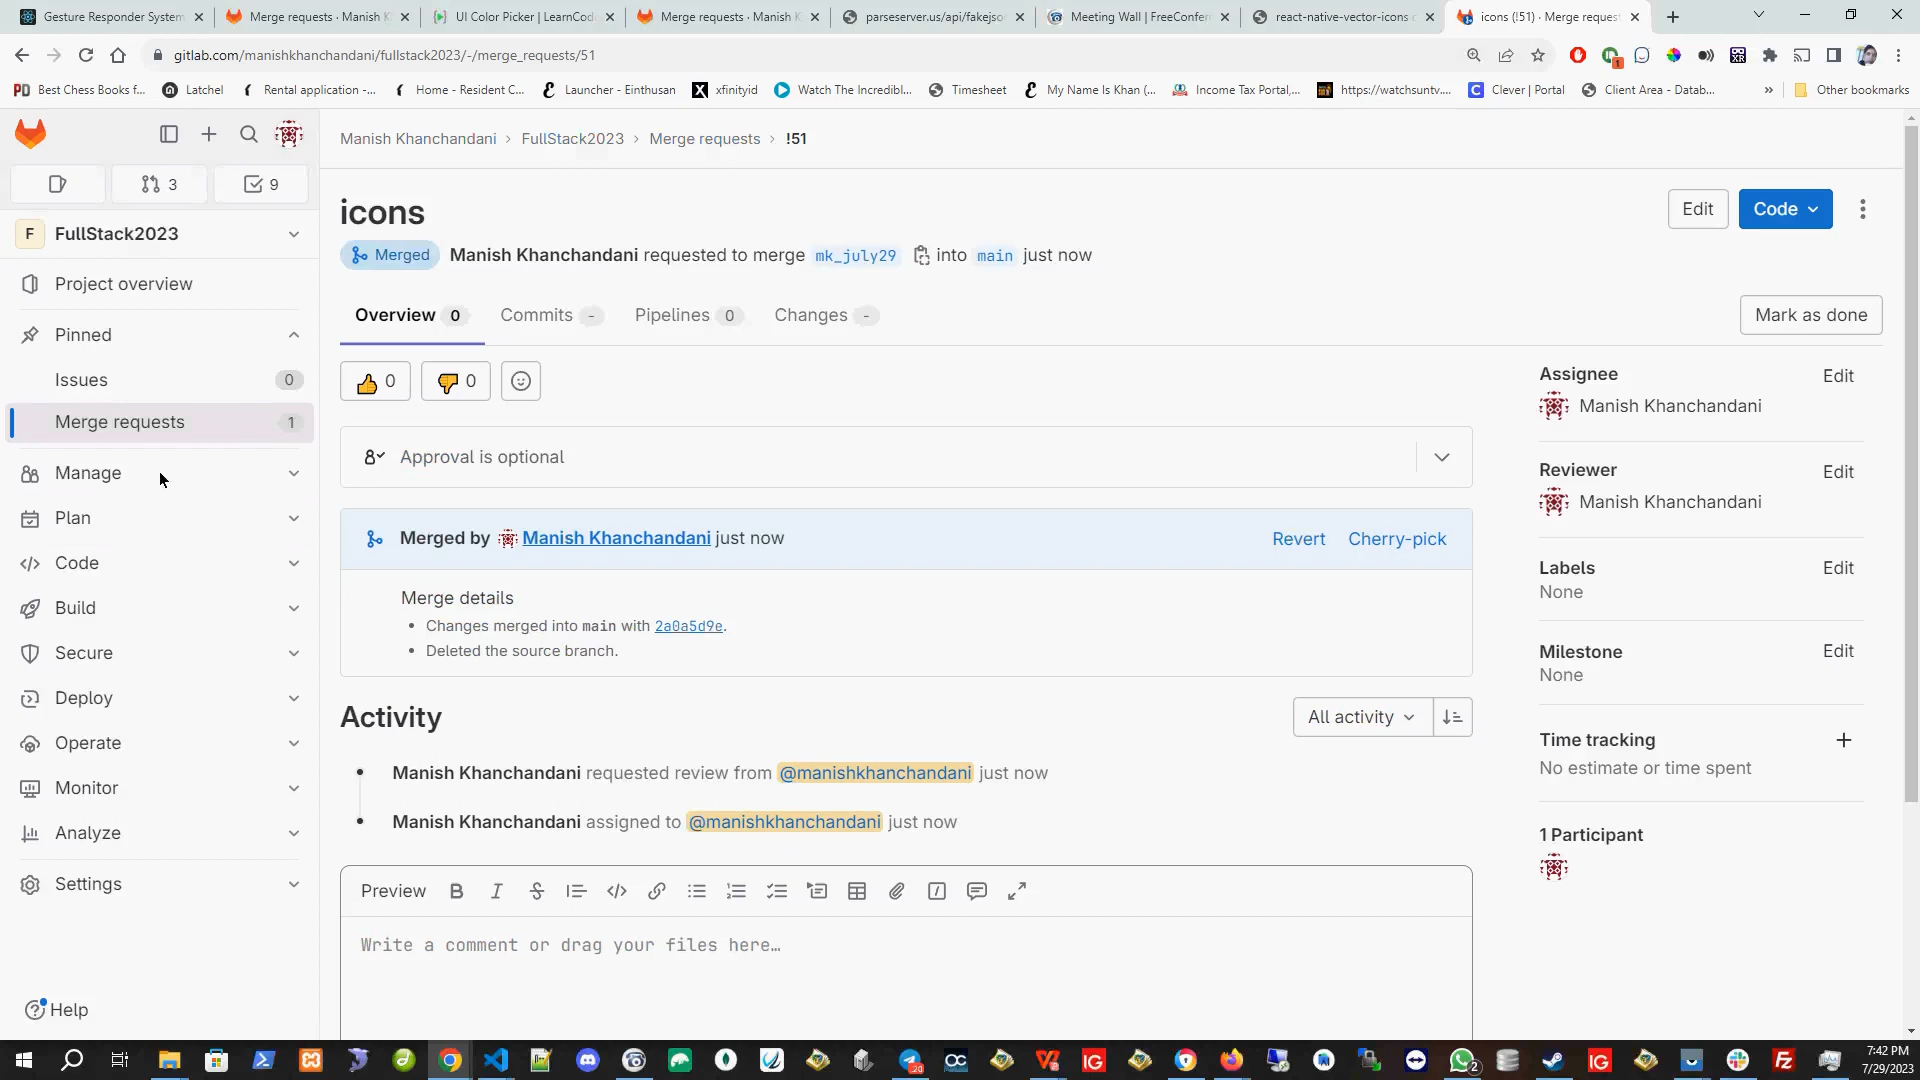 Gesture Responder System
Merge requests · Manish K
UI Color Picker | LearnCod
Merge requests · Manish K
parseserver.us/api/fakejso
Meeting Wall | FreeConfer
react-native-vector-icons
icons (!51) · Merge request
gitlab.com/manishkhanchandani/fullstack2023/-/merge_requests/51
1
Best Chess Books f...
Latchel
Rental application -...
Home - Resident C...
Launcher - Einthusan
xfinityid
Watch The Incredibl...
Timesheet
My Name Is Khan (...
Income Tax Portal,...
https://watchsuntv....
Clever | Portal
Client Area - Datab...
»
Other bookmarks
3
9
Manish Khanchandani › FullStack2023 › Merge requests › !51
F FullStack2023
Project overview
Pinned
Issues 0
Merge requests 1
Manage
Plan
Code
Build
Secure
Deploy
Operate
Monitor
Analyze
Settings
Help
icons
Edit
Code
Merged Manish Khanchandani requested to merge mk_july29 into main just now
Overview 0 Commits - Pipelines 0 Changes -
Mark as done
0 0
Approval is optional
Merged by Manish Khanchandani just now
Revert Cherry-pick
Merge details
• Changes merged into main with 2a0a5d9e.
• Deleted the source branch.
Activity
All activity
Manish Khanchandani requested review from @manishkhanchandani just now
Manish Khanchandani assigned to @manishkhanchandani just now
Preview
Write a comment or drag your files here…
Assignee Edit
Manish Khanchandani
Reviewer Edit
Manish Khanchandani
Labels Edit
None
Milestone Edit
None
Time tracking +
No estimate or time spent
1 Participant
7:42 PM
7/29/2023